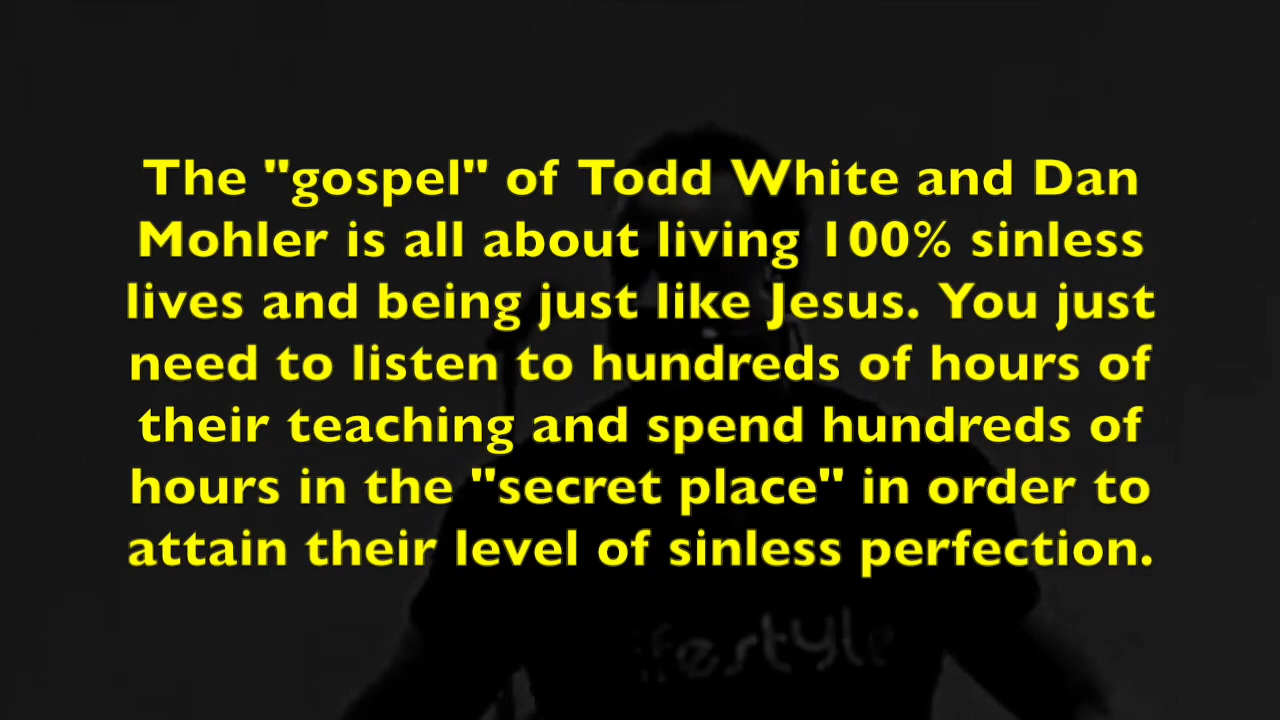 The "gospel" of Todd White and Dan
Mohler is all about living 100% sinless
lives and being just like Jesus. You just
need to listen to hundreds of hours of
their teaching and spend hundreds of
hours in the "secret place" in order to
attain their level of sinless perfection.
lifestyle